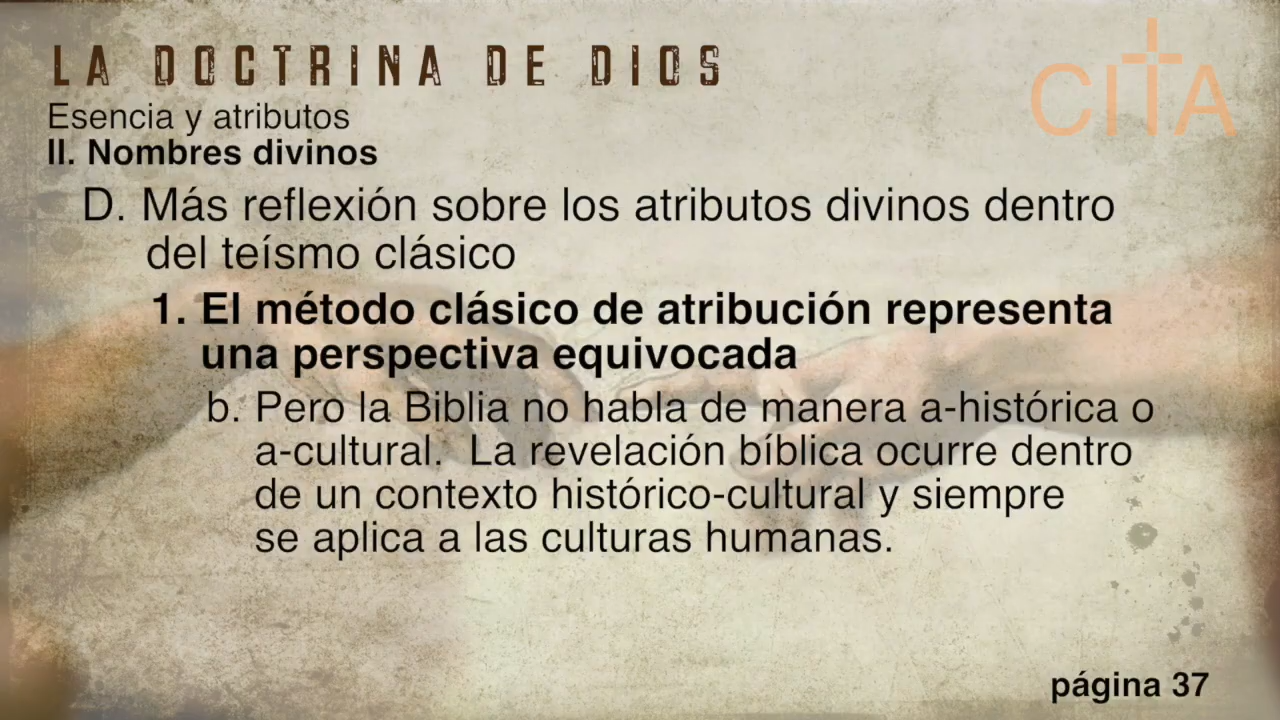 LA DOCTRINA DE DIOS
CITA
Esencia y atributos
II. Nombres divinos
D. Más reflexión sobre los atributos divinos dentro
del teísmo clásico
1. El método clásico de atribución representa
una perspectiva equivocada
b. Pero la Biblia no habla de manera a-histórica o
a-cultural. La revelación bíblica ocurre dentro
de un contexto histórico-cultural y siempre
se aplica a las culturas humanas.
página 37